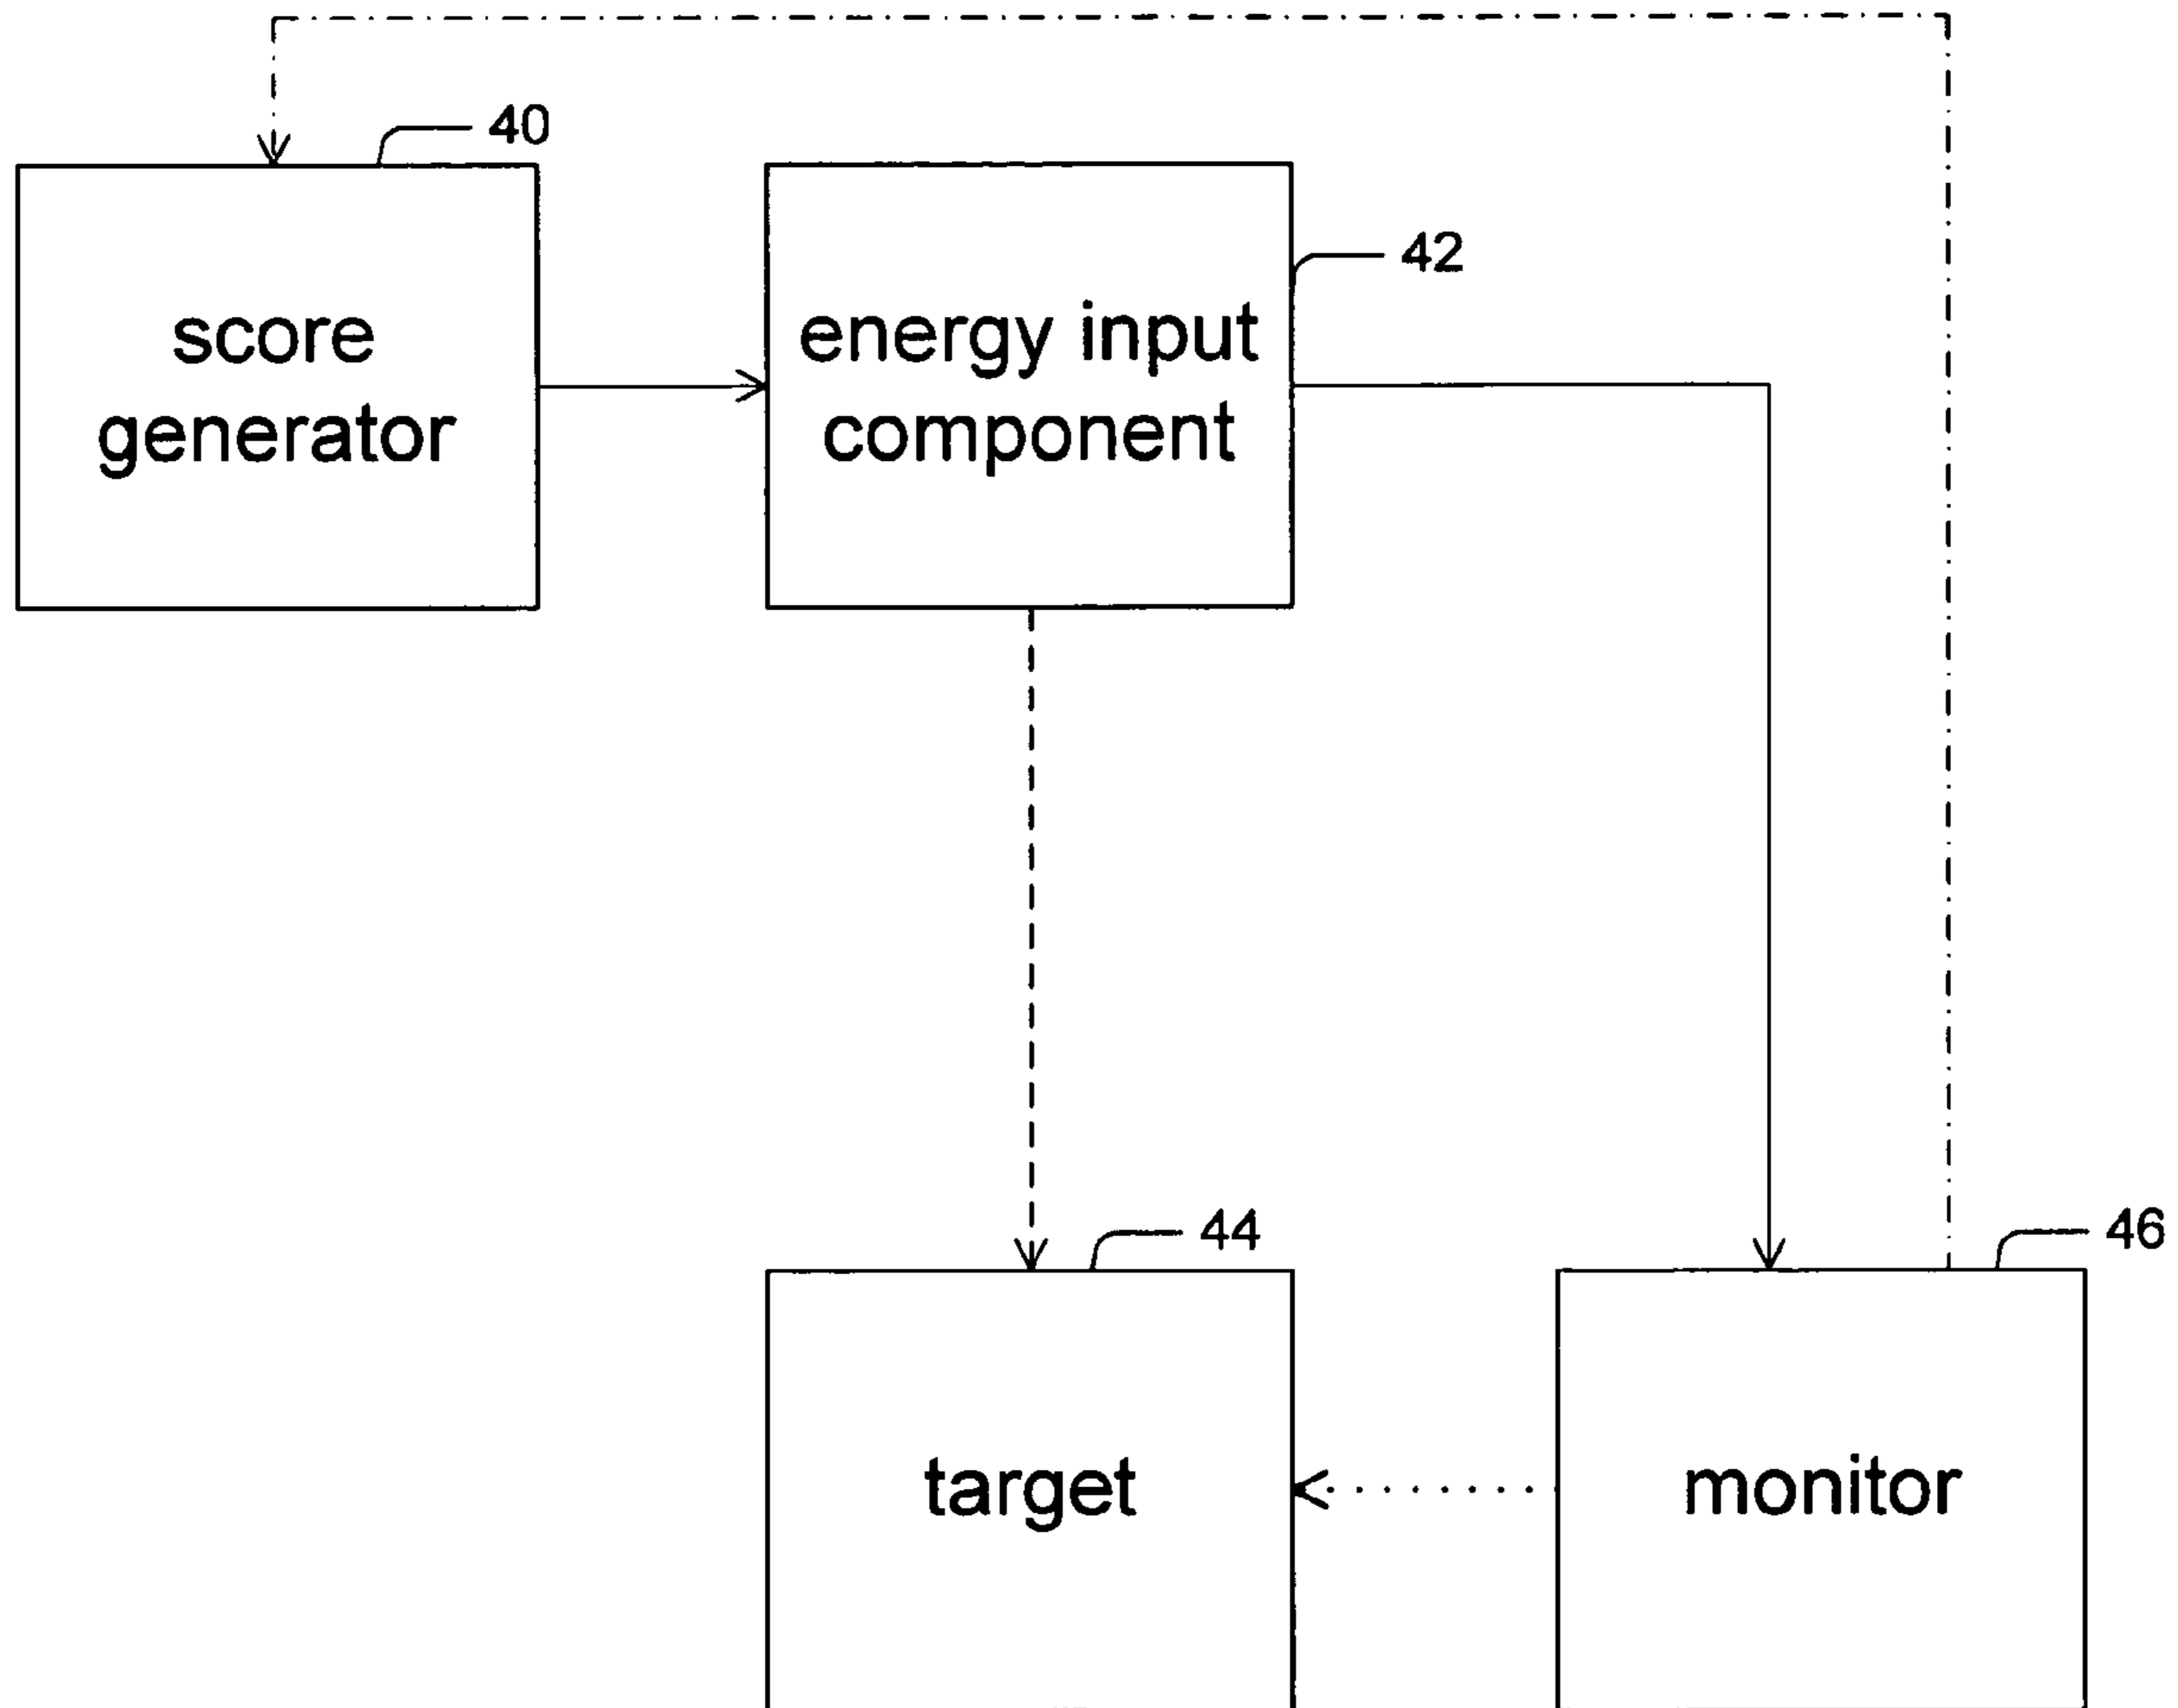 40
score
generator
42
energy input
component
44
target
46
monitor